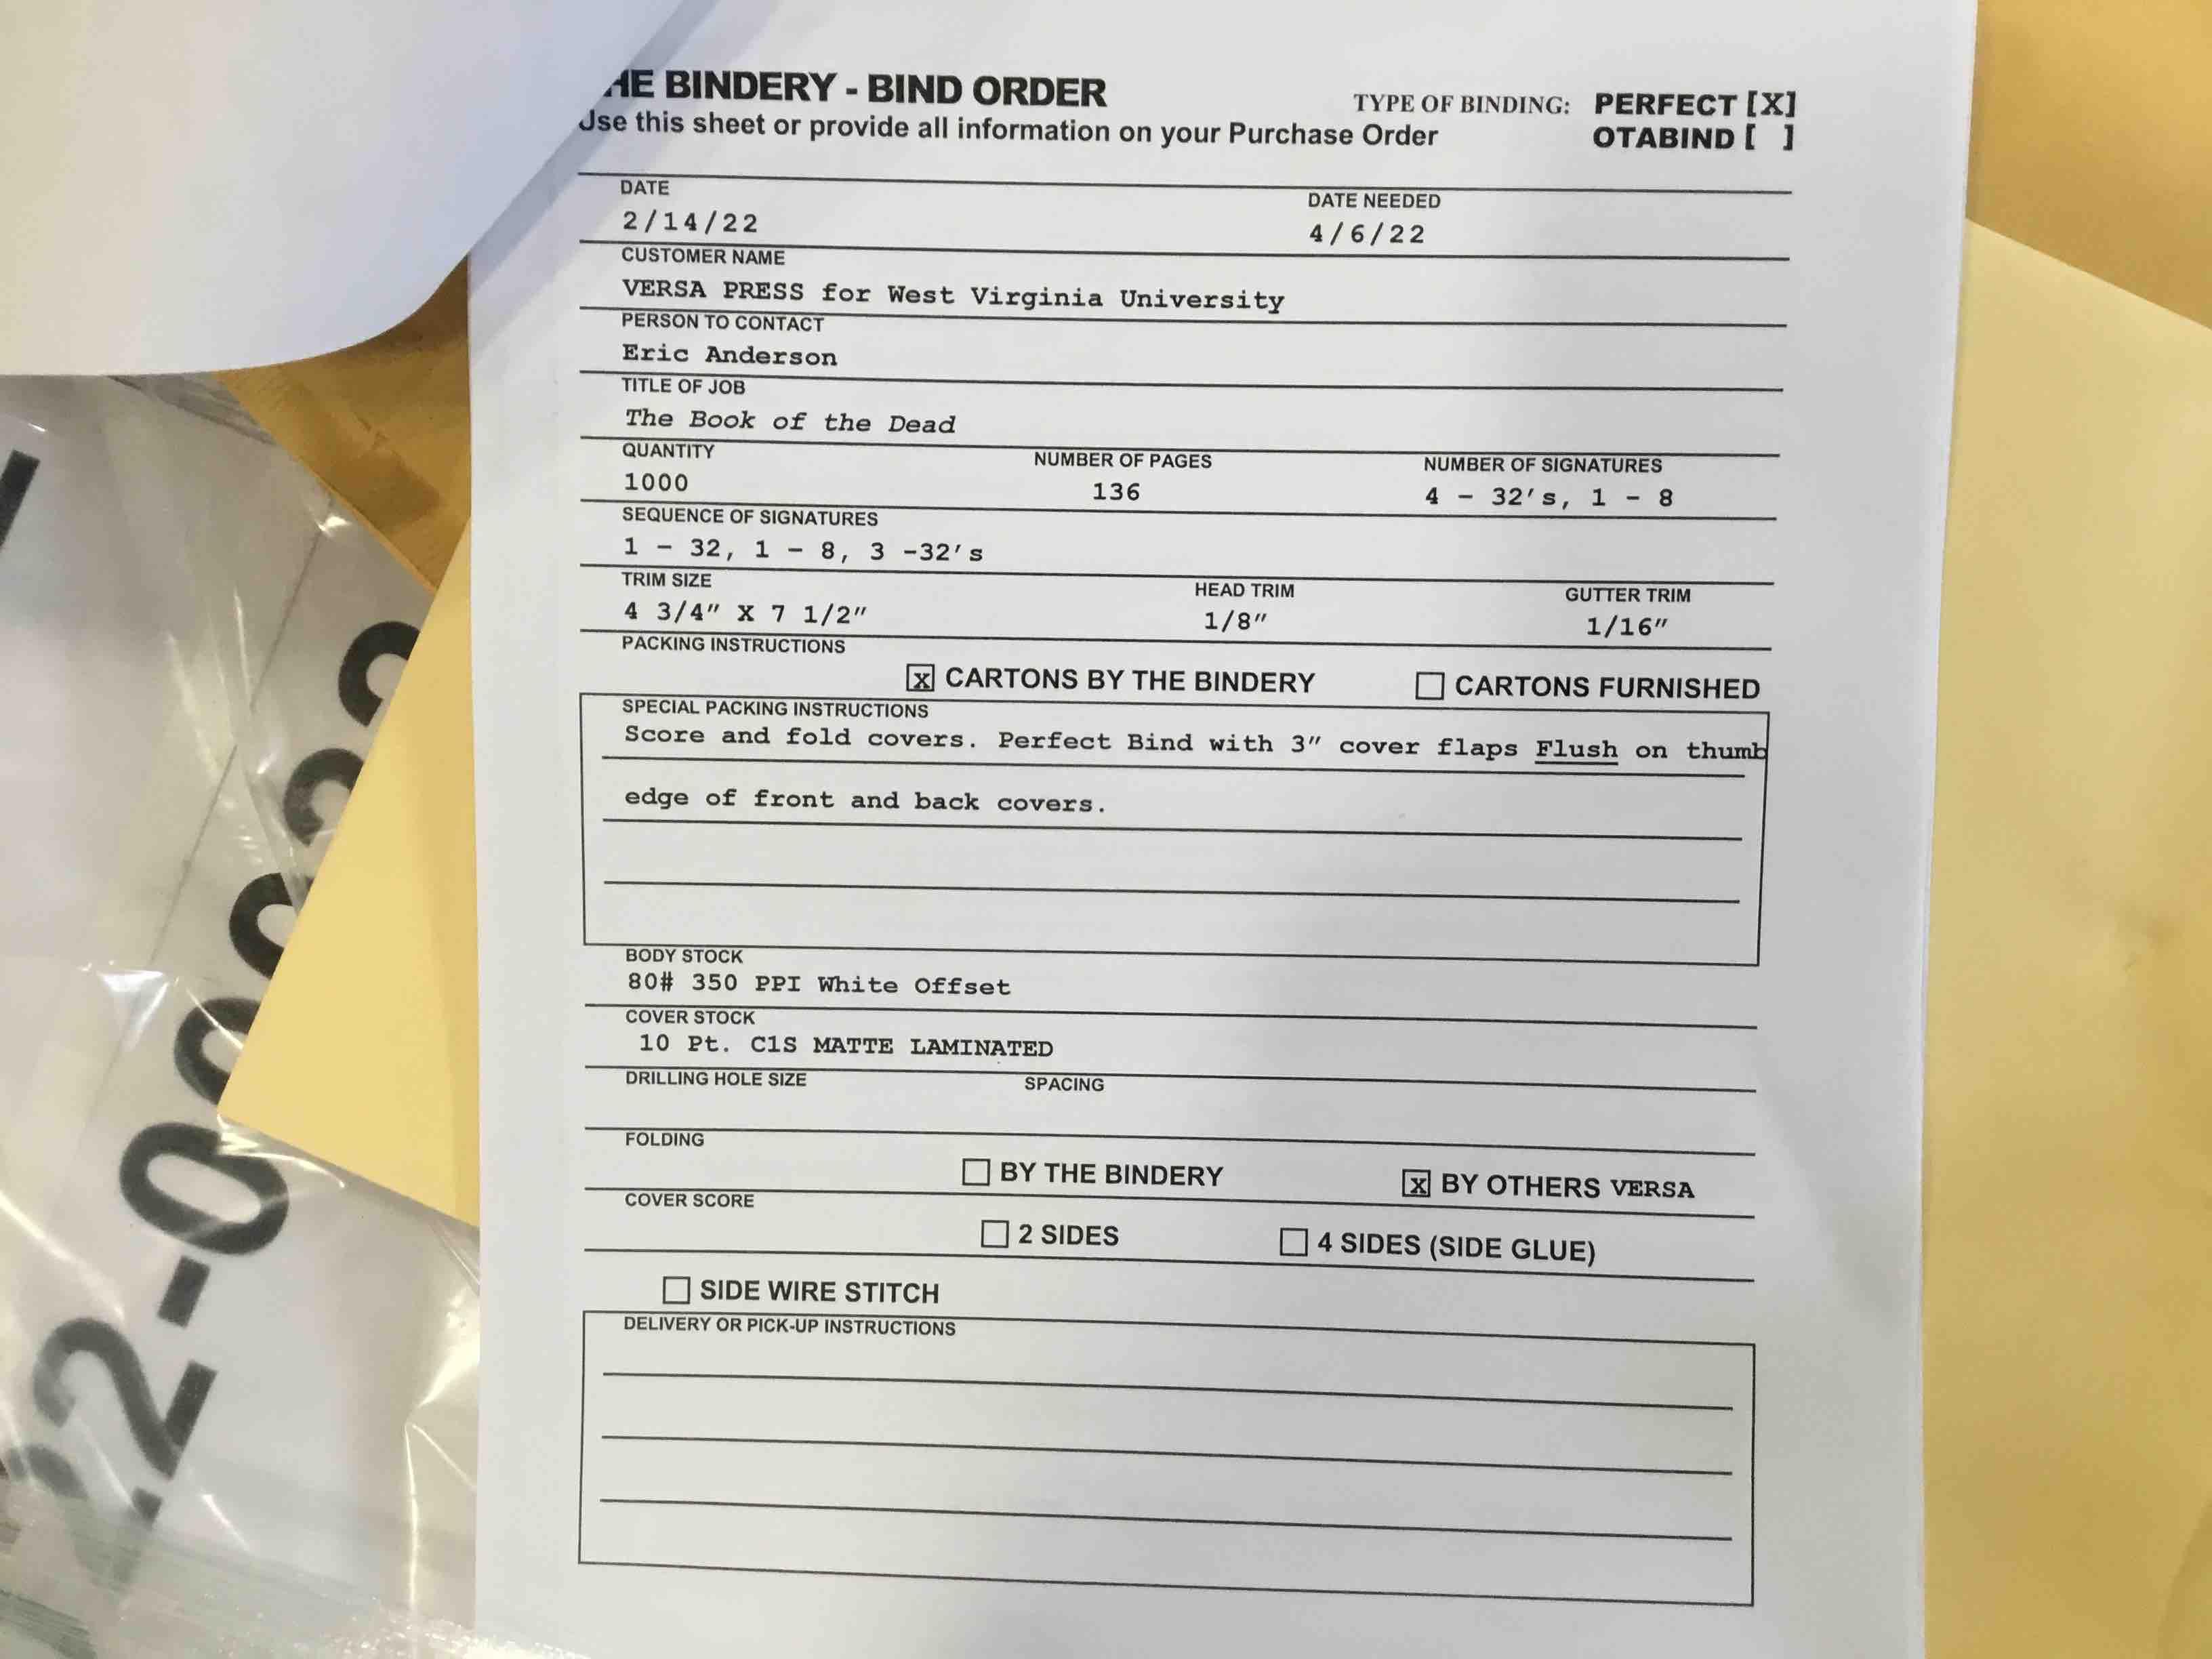 HE BINDERY - BIND ORDER
Use this sheet or provide all information on your Purchase Order
TYPE OF BINDING: PERFECT [X]
OTABIND [ ]
DATE
2/14/22
DATE NEEDED
4/6/22
CUSTOMER NAME
VERSA PRESS for West Virginia University
PERSON TO CONTACT
Eric Anderson
TITLE OF JOB
The Book of the Dead
QUANTITY
1000
NUMBER OF PAGES
136
NUMBER OF SIGNATURES
4 - 32's, 1 - 8
SEQUENCE OF SIGNATURES
1 - 32, 1 - 8, 3 -32's
TRIM SIZE
4 3/4" X 7 1/2"
HEAD TRIM
1/8"
GUTTER TRIM
1/16"
PACKING INSTRUCTIONS
[x] CARTONS BY THE BINDERY
[ ] CARTONS FURNISHED
SPECIAL PACKING INSTRUCTIONS
Score and fold covers. Perfect Bind with 3" cover flaps Flush on thumb
edge of front and back covers.
BODY STOCK
80# 350 PPI White Offset
COVER STOCK
10 Pt. C1S MATTE LAMINATED
DRILLING HOLE SIZE
SPACING
FOLDING
[ ] BY THE BINDERY
[x] BY OTHERS VERSA
COVER SCORE
[ ] 2 SIDES
[ ] 4 SIDES (SIDE GLUE)
[ ] SIDE WIRE STITCH
DELIVERY OR PICK-UP INSTRUCTIONS